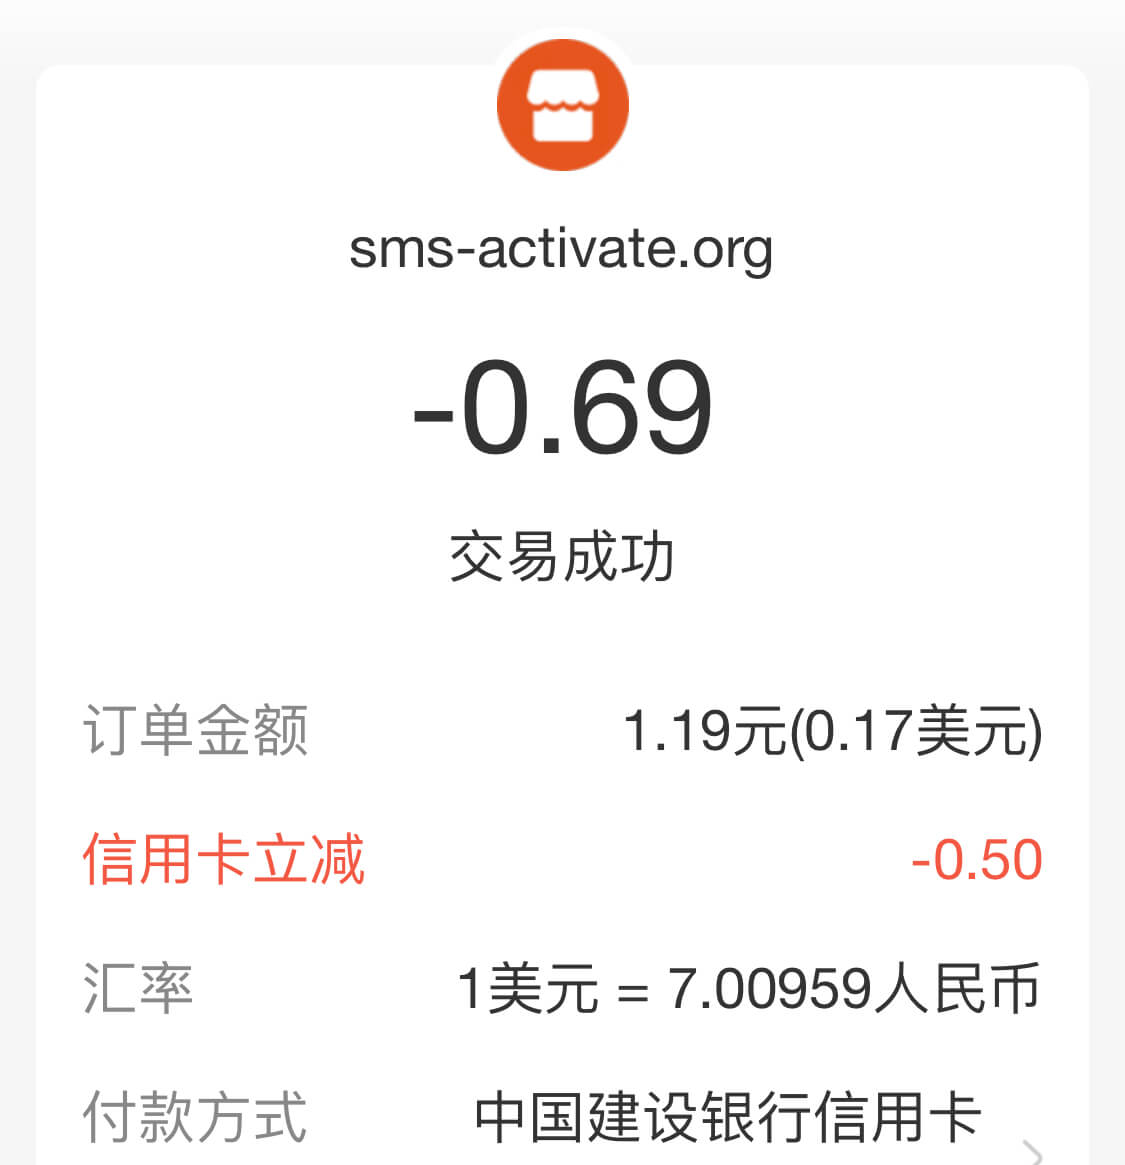 sms-activate.org
-0.69
交易成功
订单金额 1.19元(0.17美元)
信用卡立减 -0.50
汇率 1美元 = 7.00959人民币
付款方式 中国建设银行信用卡